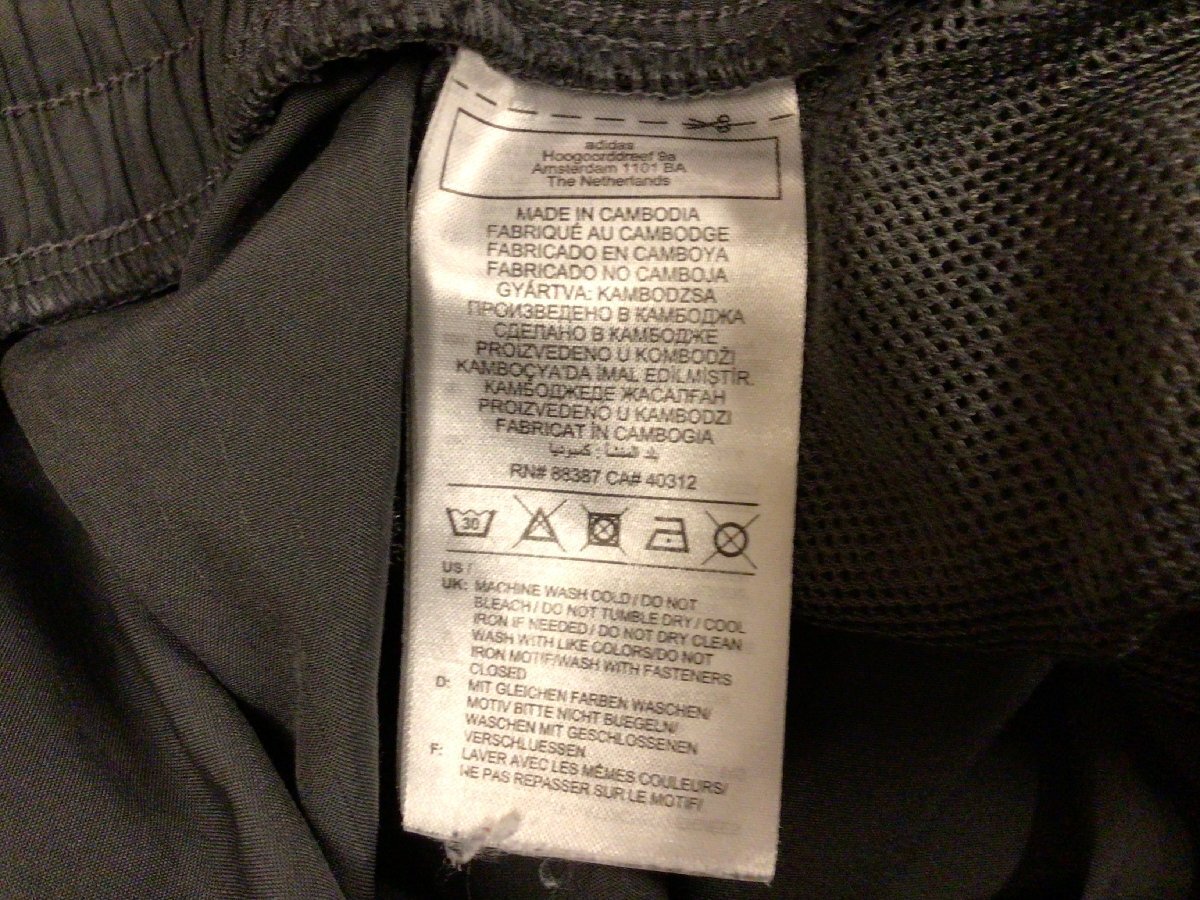 adidas
Hoogoorddreef 9a
Amsterdam 1101 BA
The Netherlands
MADE IN CAMBODIA
FABRIQUÉ AU CAMBODGE
FABRICADO EN CAMBOYA
FABRICADO NO CAMBOJA
GYÁRTVA: KAMBODZSA
ПРОИЗВЕДЕНО В КАМБОДЖА
СДЕЛАНО В КАМБОДЖЕ
PROIZVEDENO U KOMBODŽI
KAMBOÇYA'DA İMAL EDİLMİŞTİR.
КАМБОДЖЕДЕ ЖАСАЛҒАН
PROIZVEDENO U KAMBODZI
FABRICAT ÎN CAMBOGIA
بلد المنشأ : كمبوديا
RN# 88387 CA# 40312
30
US /
UK: MACHINE WASH COLD / DO NOT
BLEACH / DO NOT TUMBLE DRY / COOL
IRON IF NEEDED / DO NOT DRY CLEAN
WASH WITH LIKE COLORS/DO NOT
IRON MOTIF/WASH WITH FASTENERS
CLOSED
D: MIT GLEICHEN FARBEN WASCHEN/
MOTIV BITTE NICHT BUEGELN/
WASCHEN MIT GESCHLOSSENEN
VERSCHLUESSEN
F: LAVER AVEC LES MÊMES COULEURS/
NE PAS REPASSER SUR LE MOTIF/